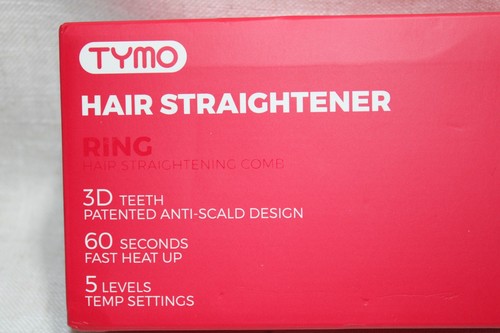 TYMO
HAIR STRAIGHTENER
RiNG
HAIR STRAIGHTENING COMB
3D TEETH
PATENTED ANTI-SCALD DESIGN
60 SECONDS
FAST HEAT UP
5 LEVELS
TEMP SETTINGS